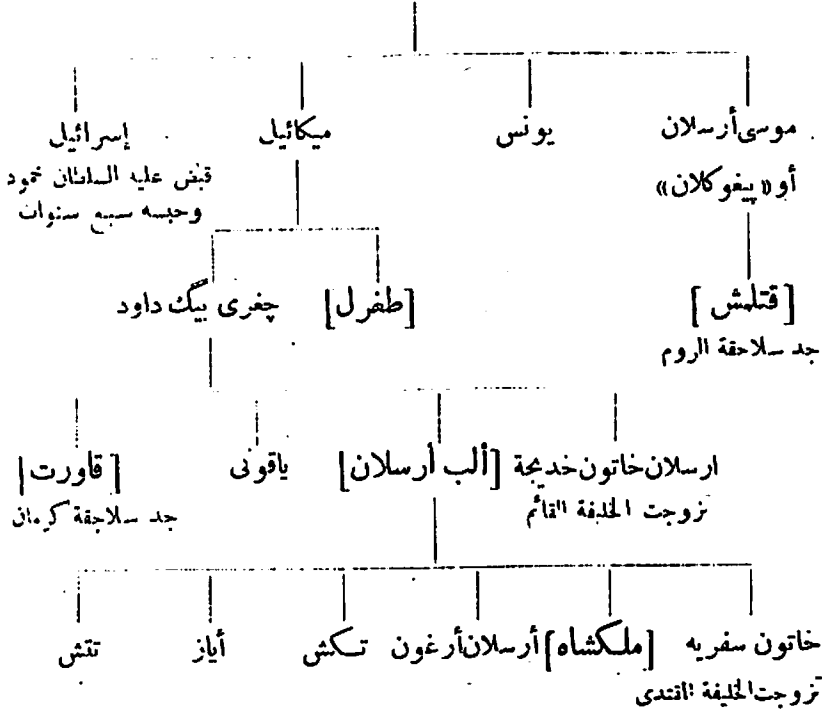 موسى أرسلان
أو «پيغو كلان»
يونس
ميكائيل
إسرائيل
قبض عليه السلطان محمود
وحبسه سبع سنوات
[قتلمش]
جد سلاجقة الروم
[طغرل]
چغرى بيگ داود
ارسلان خاتون خديجة
تزوجت الخليفة القائم
[ألب أرسلان]
ياقوتى
[قاورت]
جد سلاجقة كرمان
خاتون سفريه
تزوجت الخليفة المقتدى
[ملكشاه]
أرسلان أرغون
تكش
أياز
تتش